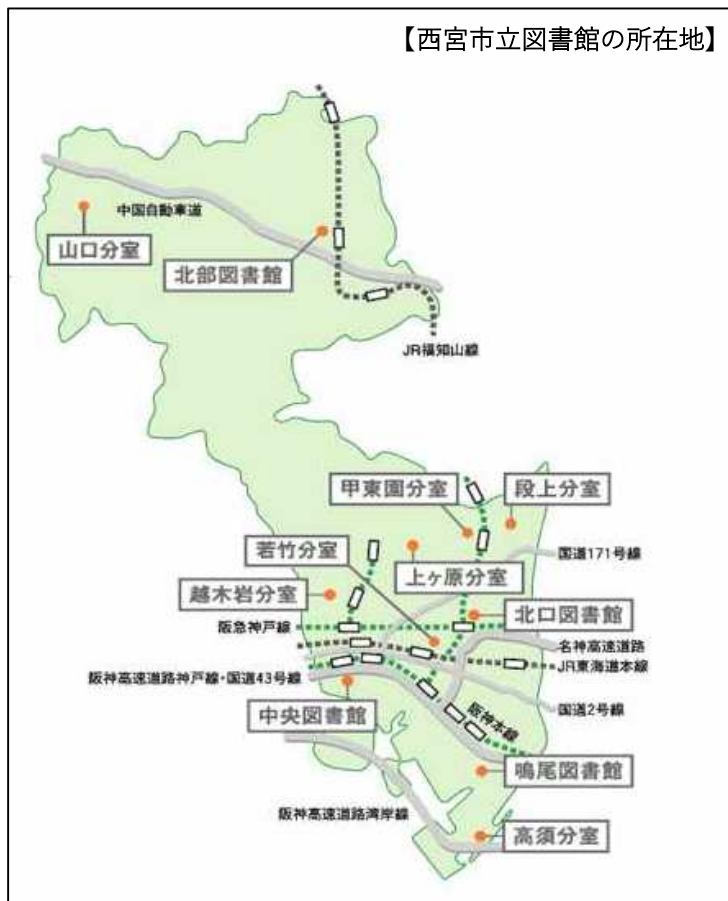 【西宮市立図書館の所在地】
中国自動車道
山口分室
北部図書館
JR福知山線
甲東園分室
段上分室
若竹分室
上ヶ原分室
国道171号線
越木岩分室
北口図書館
阪急神戸線
名神高速道路
JR東海道本線
阪神高速道路神戸線・国道43号線
中央図書館
阪神本線
国道2号線
鳴尾図書館
阪神高速道路湾岸線
高須分室